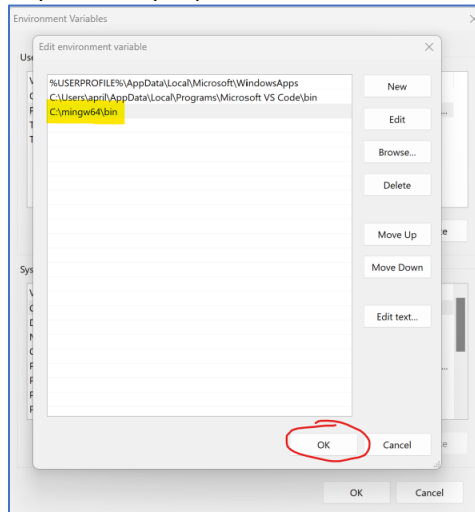 Environment Variables
Edit environment variable
%USERPROFILE%\AppData\Local\Microsoft\WindowsApps
C:\Users\april\AppData\Local\Programs\Microsoft VS Code\bin
C:\mingw64\bin
New
Edit
Browse...
Delete
Move Up
Move Down
Edit text...
OK
Cancel
OK
Cancel